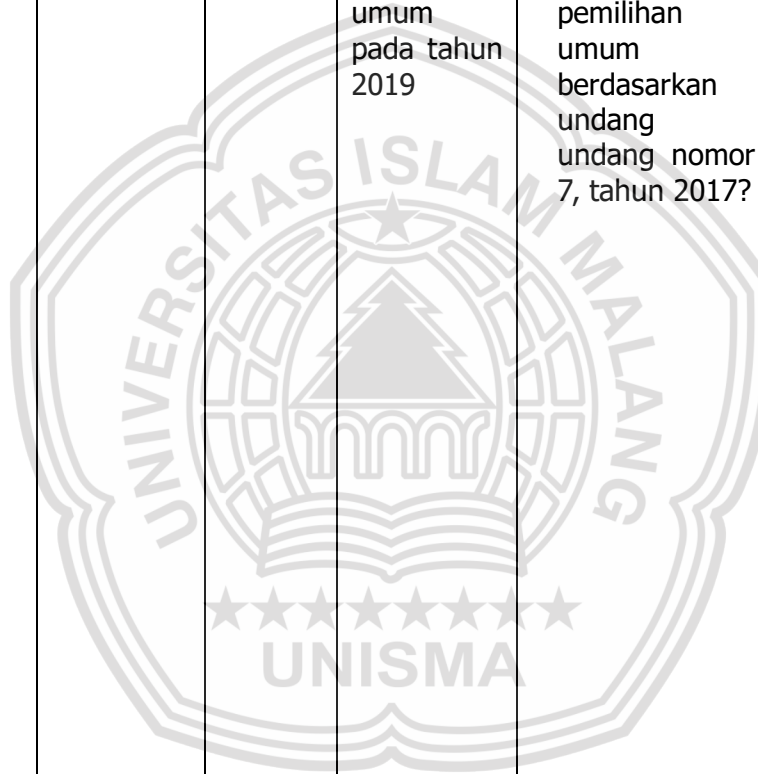 umum
pada tahun
2019
pemilihan
umum
berdasarkan
undang
undang nomor
7, tahun 2017?
UNIVERSITAS ISLAM MALANG
UNISMA